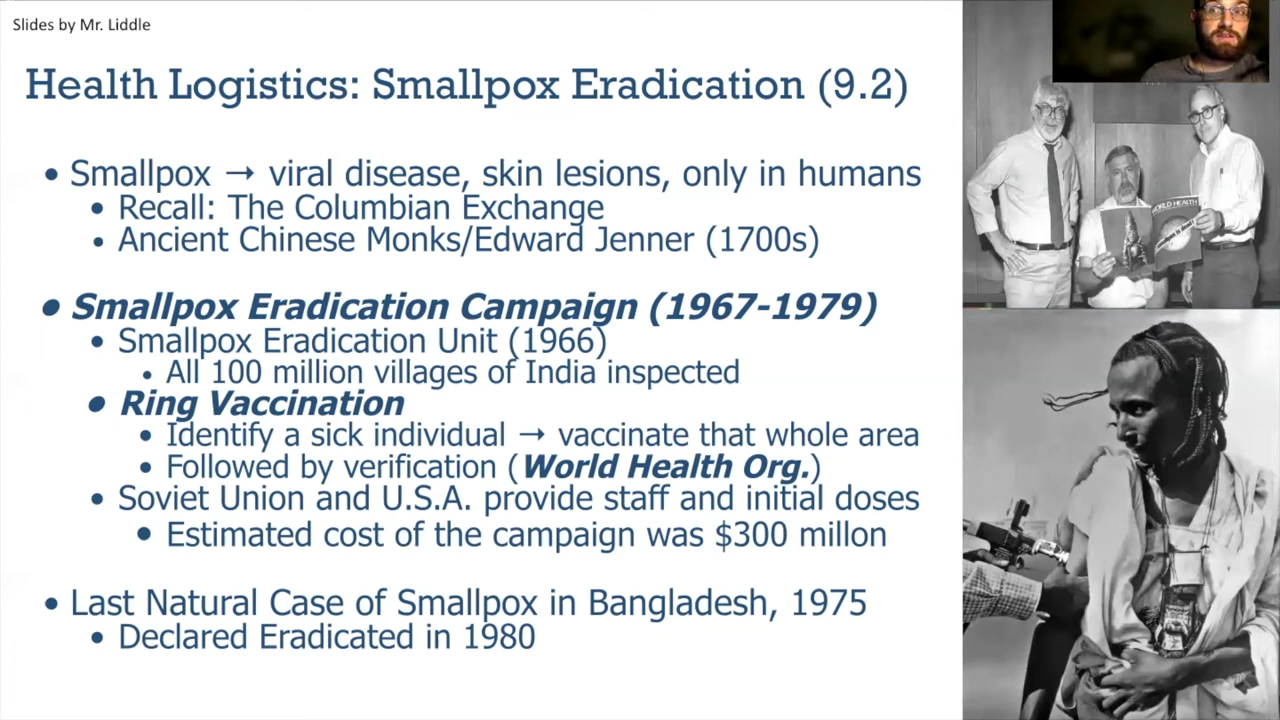 Slides by Mr. Liddle
Health Logistics: Smallpox Eradication (9.2)
• Smallpox → viral disease, skin lesions, only in humans
• Recall: The Columbian Exchange
• Ancient Chinese Monks/Edward Jenner (1700s)
• Smallpox Eradication Campaign (1967-1979)
• Smallpox Eradication Unit (1966)
• All 100 million villages of India inspected
• Ring Vaccination
• Identify a sick individual → vaccinate that whole area
• Followed by verification (World Health Org.)
• Soviet Union and U.S.A. provide staff and initial doses
• Estimated cost of the campaign was $300 millon
• Last Natural Case of Smallpox in Bangladesh, 1975
• Declared Eradicated in 1980
WORLD HEALTH